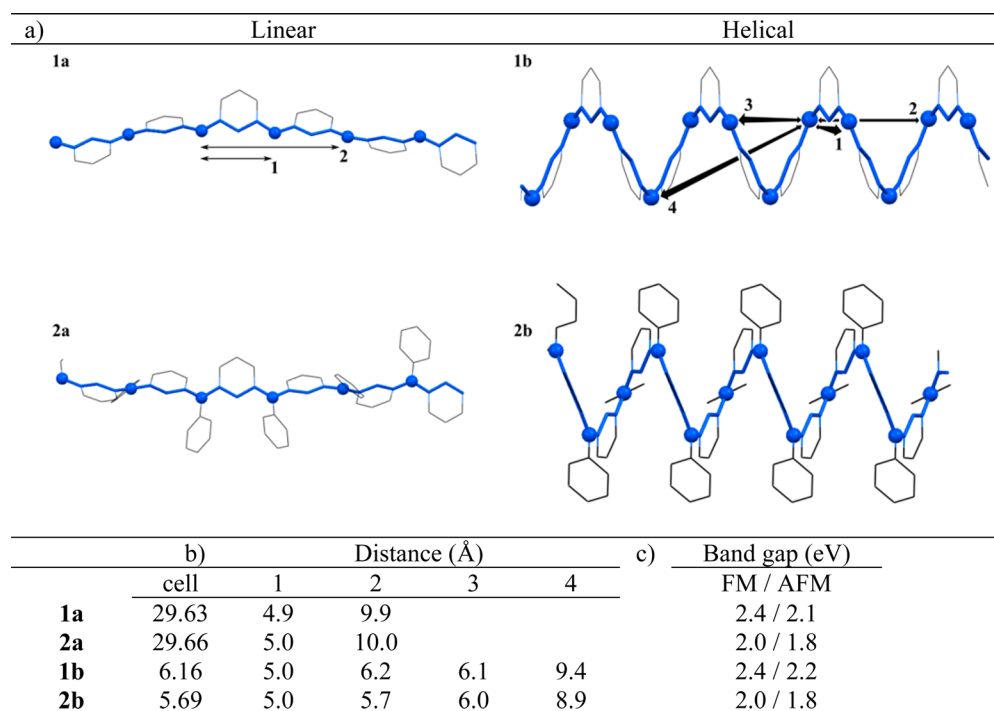 a) Linear Helical
1a 1b
3 2
2 1
1
4
2a 2b
b) Distance (Å) c) Band gap (eV)
cell 1 2 3 4 FM / AFM
1a 29.63 4.9 9.9 2.4 / 2.1
2a 29.66 5.0 10.0 2.0 / 1.8
1b 6.16 5.0 6.2 6.1 9.4 2.4 / 2.2
2b 5.69 5.0 5.7 6.0 8.9 2.0 / 1.8